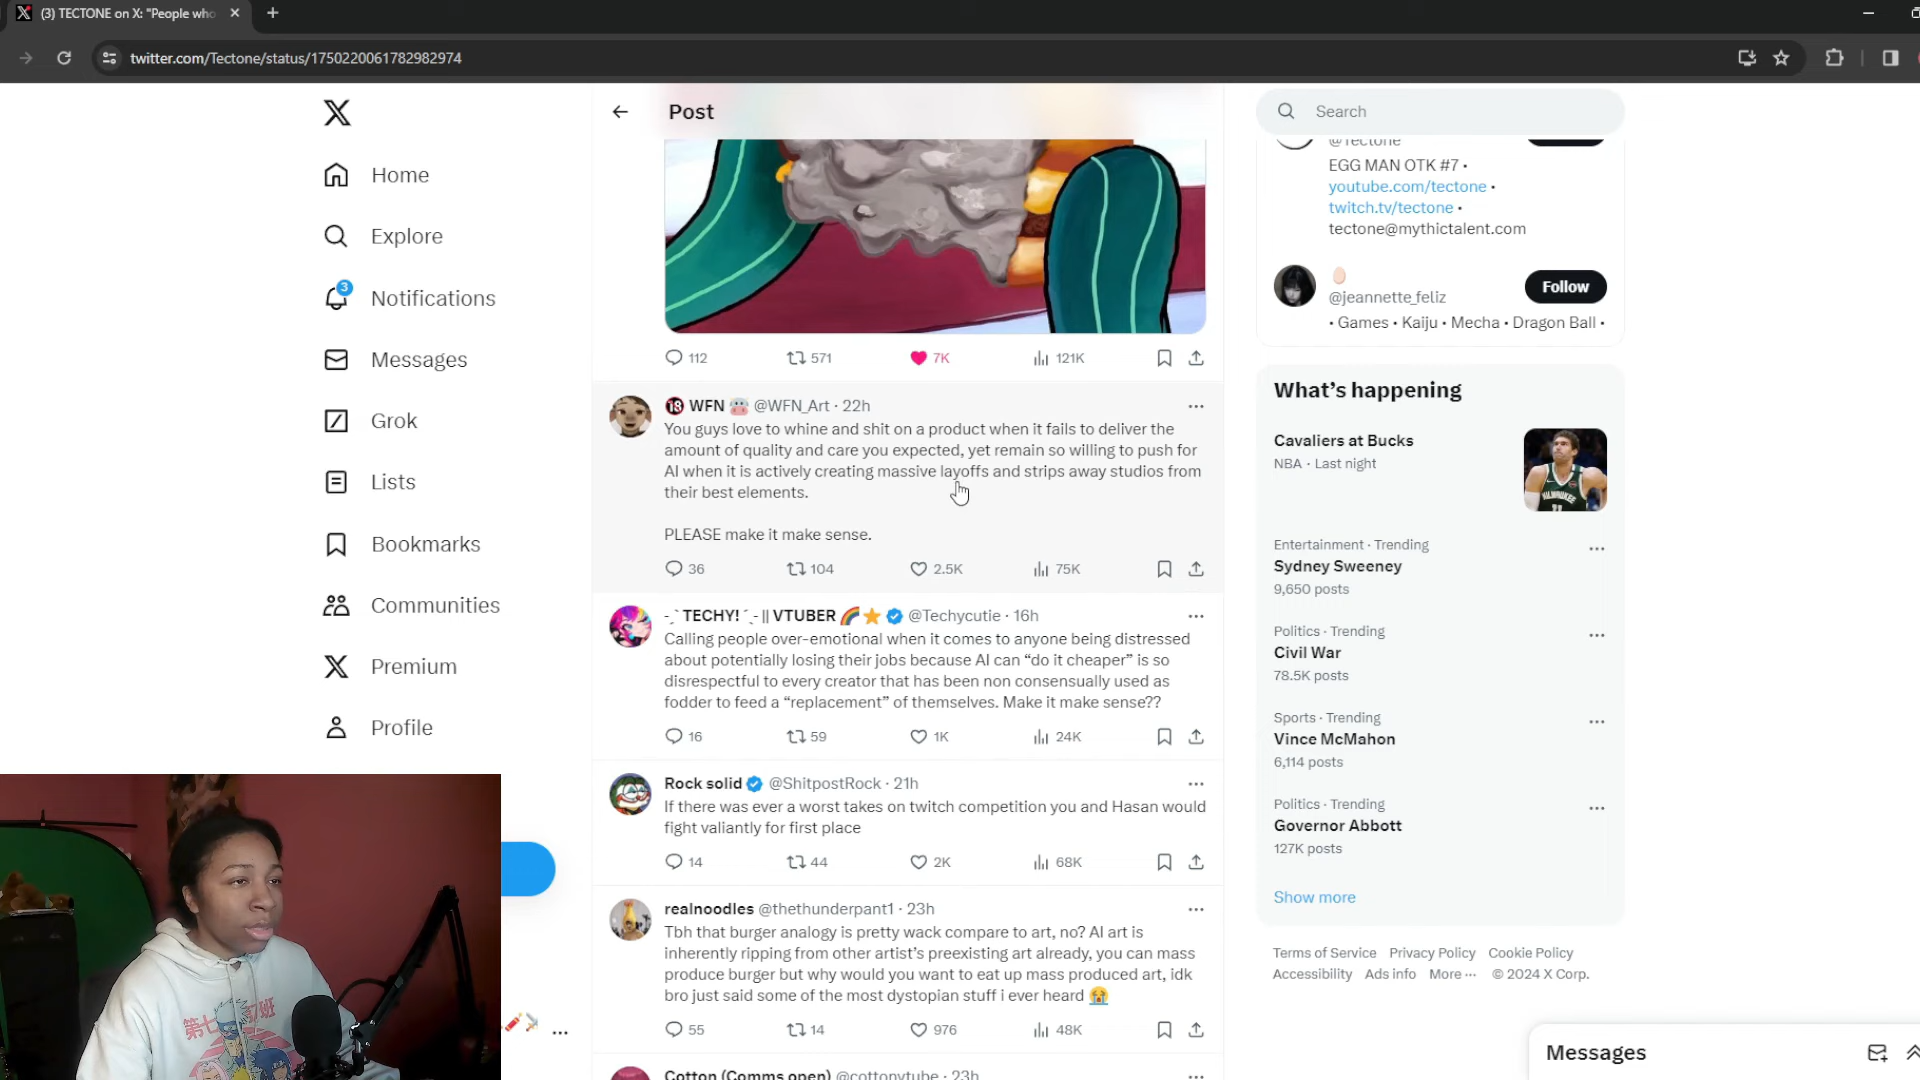 (3) TECTONE on X: "People who
twitter.com/Tectone/status/1750220061782982974
Home
Explore
3
Notifications
Messages
Grok
Lists
Bookmarks
Communities
Premium
Profile
Post
112 571 7K 121K
WFN @WFN_Art · 22h
You guys love to whine and shit on a product when it fails to deliver the
amount of quality and care you expected, yet remain so willing to push for
AI when it is actively creating massive layoffs and strips away studios from
their best elements.
PLEASE make it make sense.
36 104 2.5K 75K
-ˏˋ TECHY! ˊˎ- || VTUBER 🌈⭐ @Techycutie · 16h
Calling people over-emotional when it comes to anyone being distressed
about potentially losing their jobs because AI can “do it cheaper” is so
disrespectful to every creator that has been non consensually used as
fodder to feed a “replacement” of themselves. Make it make sense??
16 59 1K 24K
Rock solid @ShitpostRock · 21h
If there was ever a worst takes on twitch competition you and Hasan would
fight valiantly for first place
14 44 2K 68K
realnoodles @thethunderpant1 · 23h
Tbh that burger analogy is pretty wack compare to art, no? AI art is
inherently ripping from other artist’s preexisting art already, you can mass
produce burger but why would you want to eat up mass produced art, idk
bro just said some of the most dystopian stuff i ever heard 😭
55 14 976 48K
Cotton (Comms open) @cottonytube · 23h
Search
@Tectone
EGG MAN OTK #7 •
youtube.com/tectone •
twitch.tv/tectone •
tectone@mythictalent.com
@jeannette_feliz
Follow
• Games • Kaiju • Mecha • Dragon Ball •
What’s happening
Cavaliers at Bucks
NBA · Last night
Entertainment · Trending
Sydney Sweeney
9,650 posts
Politics · Trending
Civil War
78.5K posts
Sports · Trending
Vince McMahon
6,114 posts
Politics · Trending
Governor Abbott
127K posts
Show more
Terms of Service Privacy Policy Cookie Policy
Accessibility Ads info More ··· © 2024 X Corp.
Messages